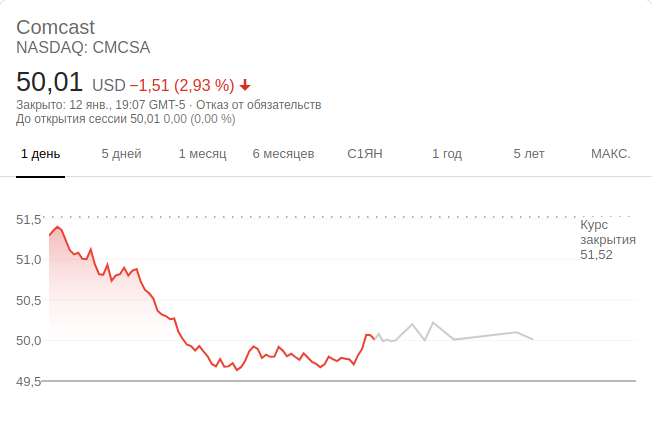 Comcast
NASDAQ: CMCSA
50,01 USD −1,51 (2,93 %)
Закрыто: 12 янв., 19:07 GMT-5 · Отказ от обязательств
До открытия сессии 50,01 0,00 (0,00 %)
1 день 5 дней 1 месяц 6 месяцев С1ЯН 1 год 5 лет МАКС.
51,5
Курс
закрытия
51,52
51,0
50,5
50,0
49,5